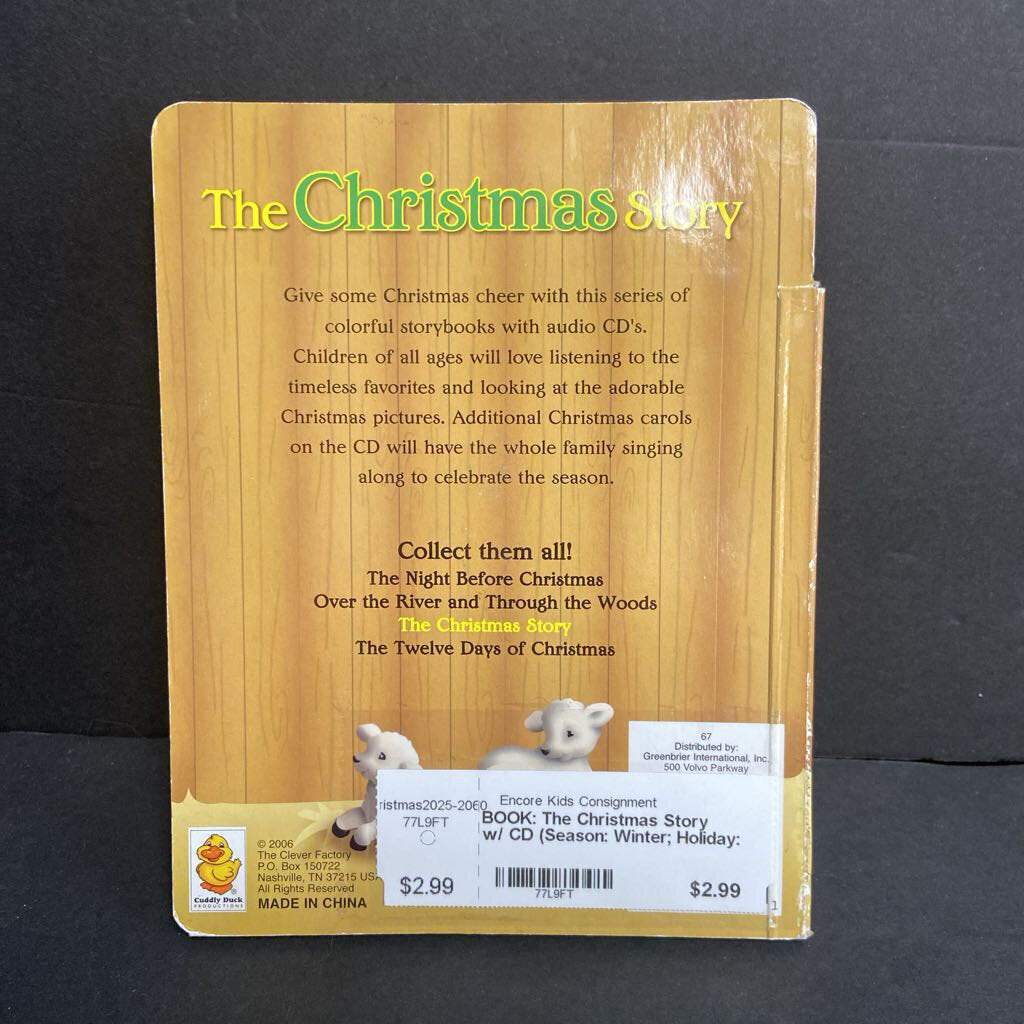 The Christmas Story
Give some Christmas cheer with this series of
colorful storybooks with audio CD's.
Children of all ages will love listening to the
timeless favorites and looking at the adorable
Christmas pictures. Additional Christmas carols
on the CD will have the whole family singing
along to celebrate the season.
Collect them all!
The Night Before Christmas
Over the River and Through the Woods
The Christmas Story
The Twelve Days of Christmas
67
Distributed by:
Greenbrier International, Inc.
500 Volvo Parkway
ristmas2025-2060
77L9FT
$2.99
Encore Kids Consignment
BOOK: The Christmas Story
w/ CD (Season: Winter; Holiday:
77L9FT
$2.99
1
Cuddly Duck
PRODUCTIONS
®
© 2006
The Clever Factory
P.O. Box 150722
Nashville, TN 37215 USA
All Rights Reserved
MADE IN CHINA